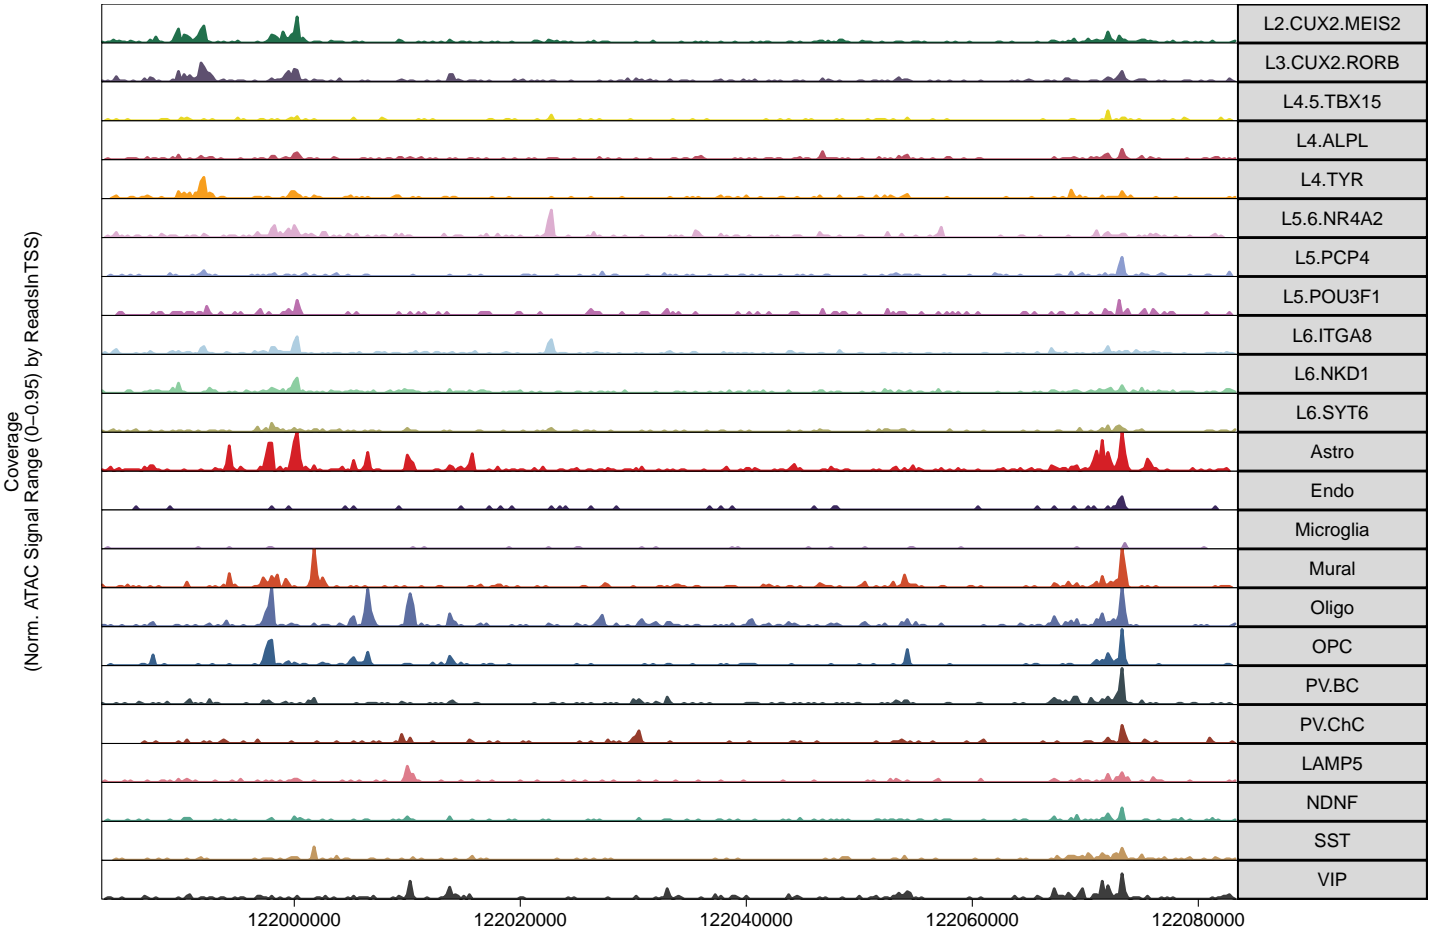 Coverage
(Norm. ATAC Signal Range (0–0.95) by ReadsInTSS)
L2.CUX2.MEIS2
L3.CUX2.RORB
L4.5.TBX15
L4.ALPL
L4.TYR
L5.6.NR4A2
L5.PCP4
L5.POU3F1
L6.ITGA8
L6.NKD1
L6.SYT6
Astro
Endo
Microglia
Mural
Oligo
OPC
PV.BC
PV.ChC
LAMP5
NDNF
SST
VIP
122000000 122020000 122040000 122060000 122080000